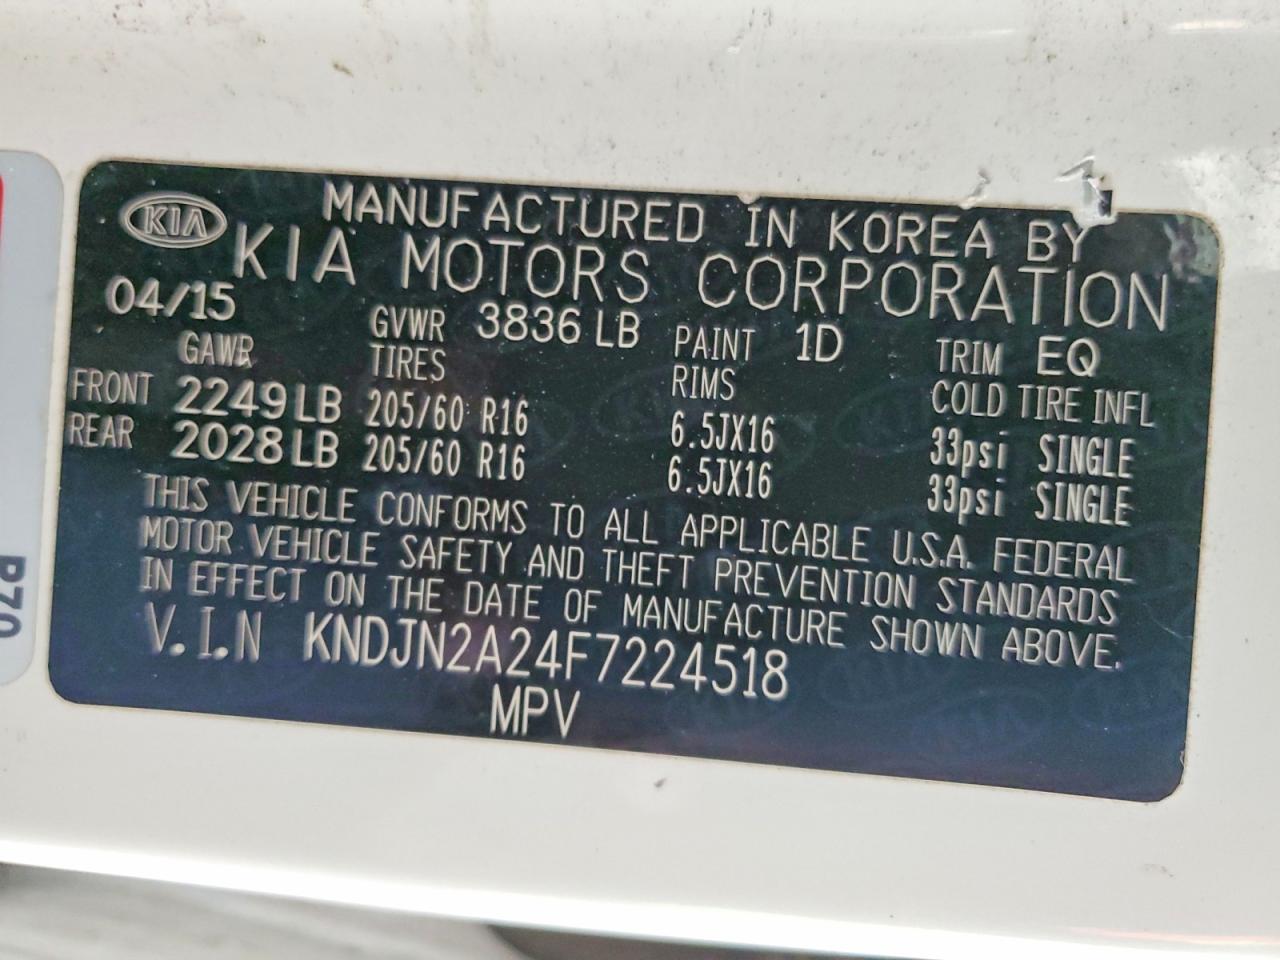 KIA
MANUFACTURED IN KOREA BY
KIA MOTORS CORPORATION
04/15 GVWR 3836 LB PAINT 1D TRIM EQ
GAWR TIRES RIMS COLD TIRE INFL
FRONT 2249 LB 205/60 R16 6.5JX16 33psi SINGLE
REAR 2028 LB 205/60 R16 6.5JX16 33psi SINGLE
THIS VEHICLE CONFORMS TO ALL APPLICABLE U.S.A. FEDERAL
MOTOR VEHICLE SAFETY AND THEFT PREVENTION STANDARDS
IN EFFECT ON THE DATE OF MANUFACTURE SHOWN ABOVE.
V.I.N KNDJN2A24F7224518
MPV